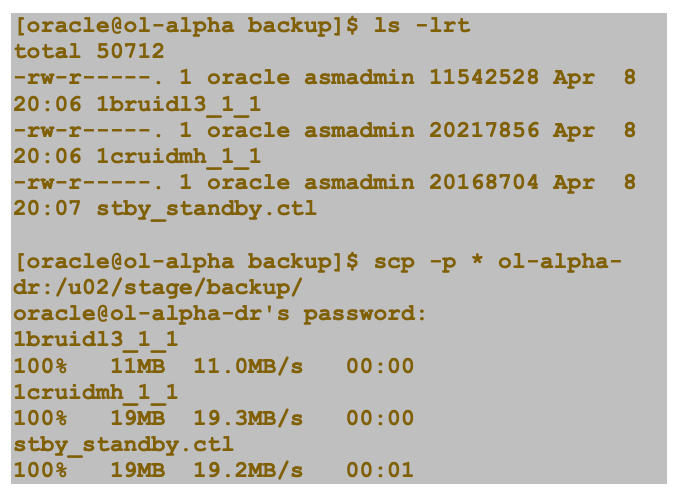 [oracle@ol-alpha backup]$ ls -lrt
total 50712
-rw-r-----. 1 oracle asmadmin 11542528 Apr  8
20:06 1bruidl3_1_1
-rw-r-----. 1 oracle asmadmin 20217856 Apr  8
20:06 1cruidmh_1_1
-rw-r-----. 1 oracle asmadmin 20168704 Apr  8
20:07 stby_standby.ctl

[oracle@ol-alpha backup]$ scp -p * ol-alpha-
dr:/u02/stage/backup/
oracle@ol-alpha-dr's password:
1bruidl3_1_1
100%   11MB  11.0MB/s   00:00
1cruidmh_1_1
100%   19MB  19.3MB/s   00:00
stby_standby.ctl
100%   19MB  19.2MB/s   00:01